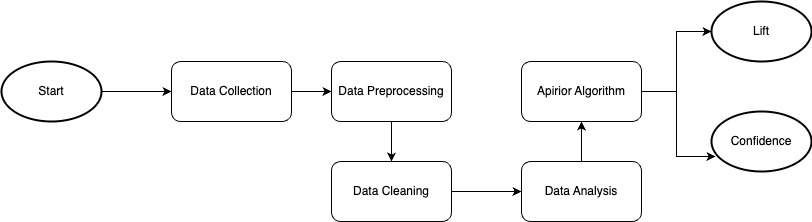 Start
Data Collection
Data Preprocessing
Data Cleaning
Data Analysis
Apirior Algorithm
Lift
Confidence